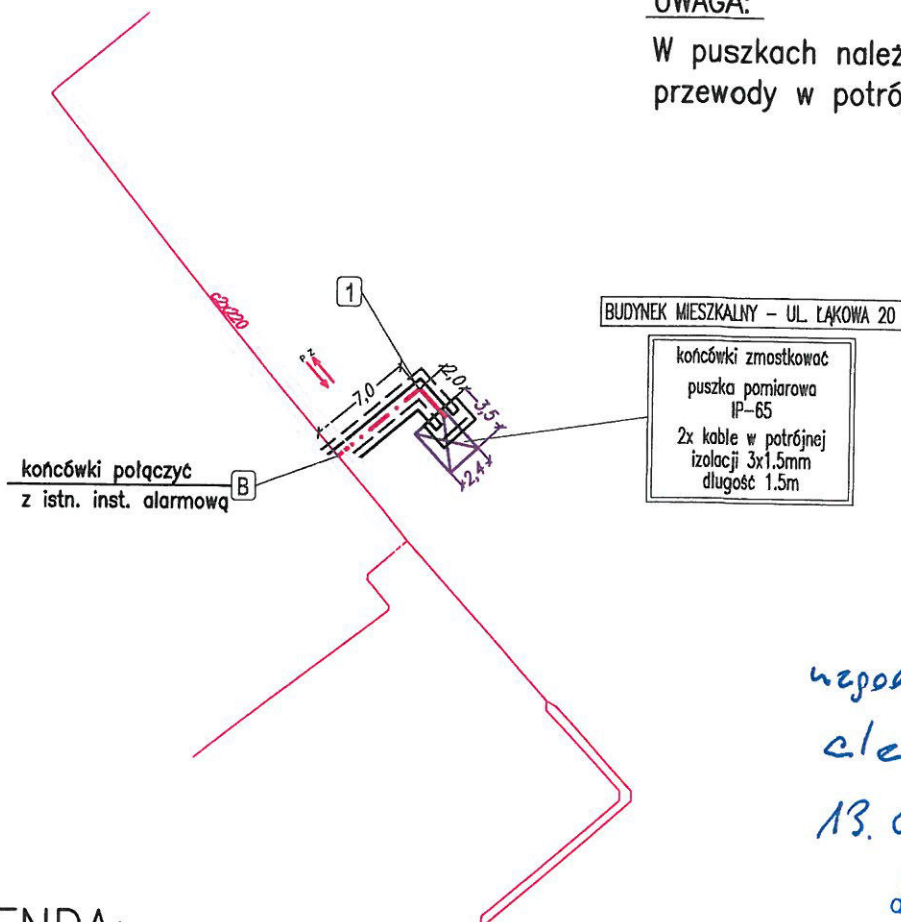 UWAGA:
W puszkach należ
przewody w potró
1
c2x220
P Z
7,0
2,0
3,5
2,4
BUDYNEK MIESZKALNY – UL. ŁĄKOWA 20
końcówki zmostkować
puszka pomiarowa
IP–65
2x kable w potrójnej
izolacji 3x1.5mm
długość 1.5m
końcówki połączyć
z istn. inst. alarmową
B
13.
ENDA: